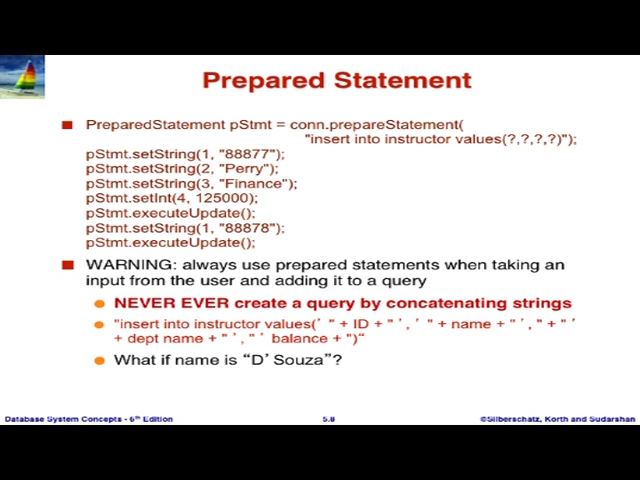 Prepared Statement
PreparedStatement pStmt = conn.prepareStatement(
"insert into instructor values(?,?,?,?)");
pStmt.setString(1, "88877");
pStmt.setString(2, "Perry");
pStmt.setString(3, "Finance");
pStmt.setInt(4, 125000);
pStmt.executeUpdate();
pStmt.setString(1, "88878");
pStmt.executeUpdate();
WARNING: always use prepared statements when taking an
input from the user and adding it to a query
NEVER EVER create a query by concatenating strings
"insert into instructor values(’ " + ID + " ’, ’ " + name + " ’, " + " ’
+ dept name + " ’, " ’ balance + ")“
What if name is “D’Souza”?
Database System Concepts - 6th Edition
5.8
©Silberschatz, Korth and Sudarshan